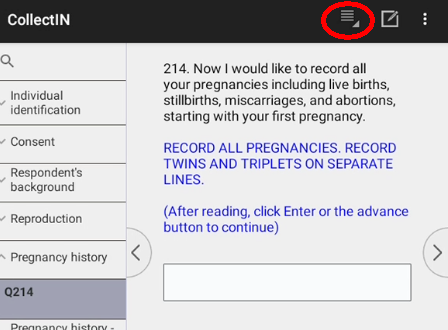 CollectIN
Individual
identification
Consent
Respondent's
background
Reproduction
Pregnancy history
Q214
Pregnancy history -
214. Now I would like to record all
your pregnancies including live births,
stillbirths, miscarriages, and abortions,
starting with your first pregnancy.
RECORD ALL PREGNANCIES. RECORD
TWINS AND TRIPLETS ON SEPARATE
LINES.
(After reading, click Enter or the advance
button to continue)